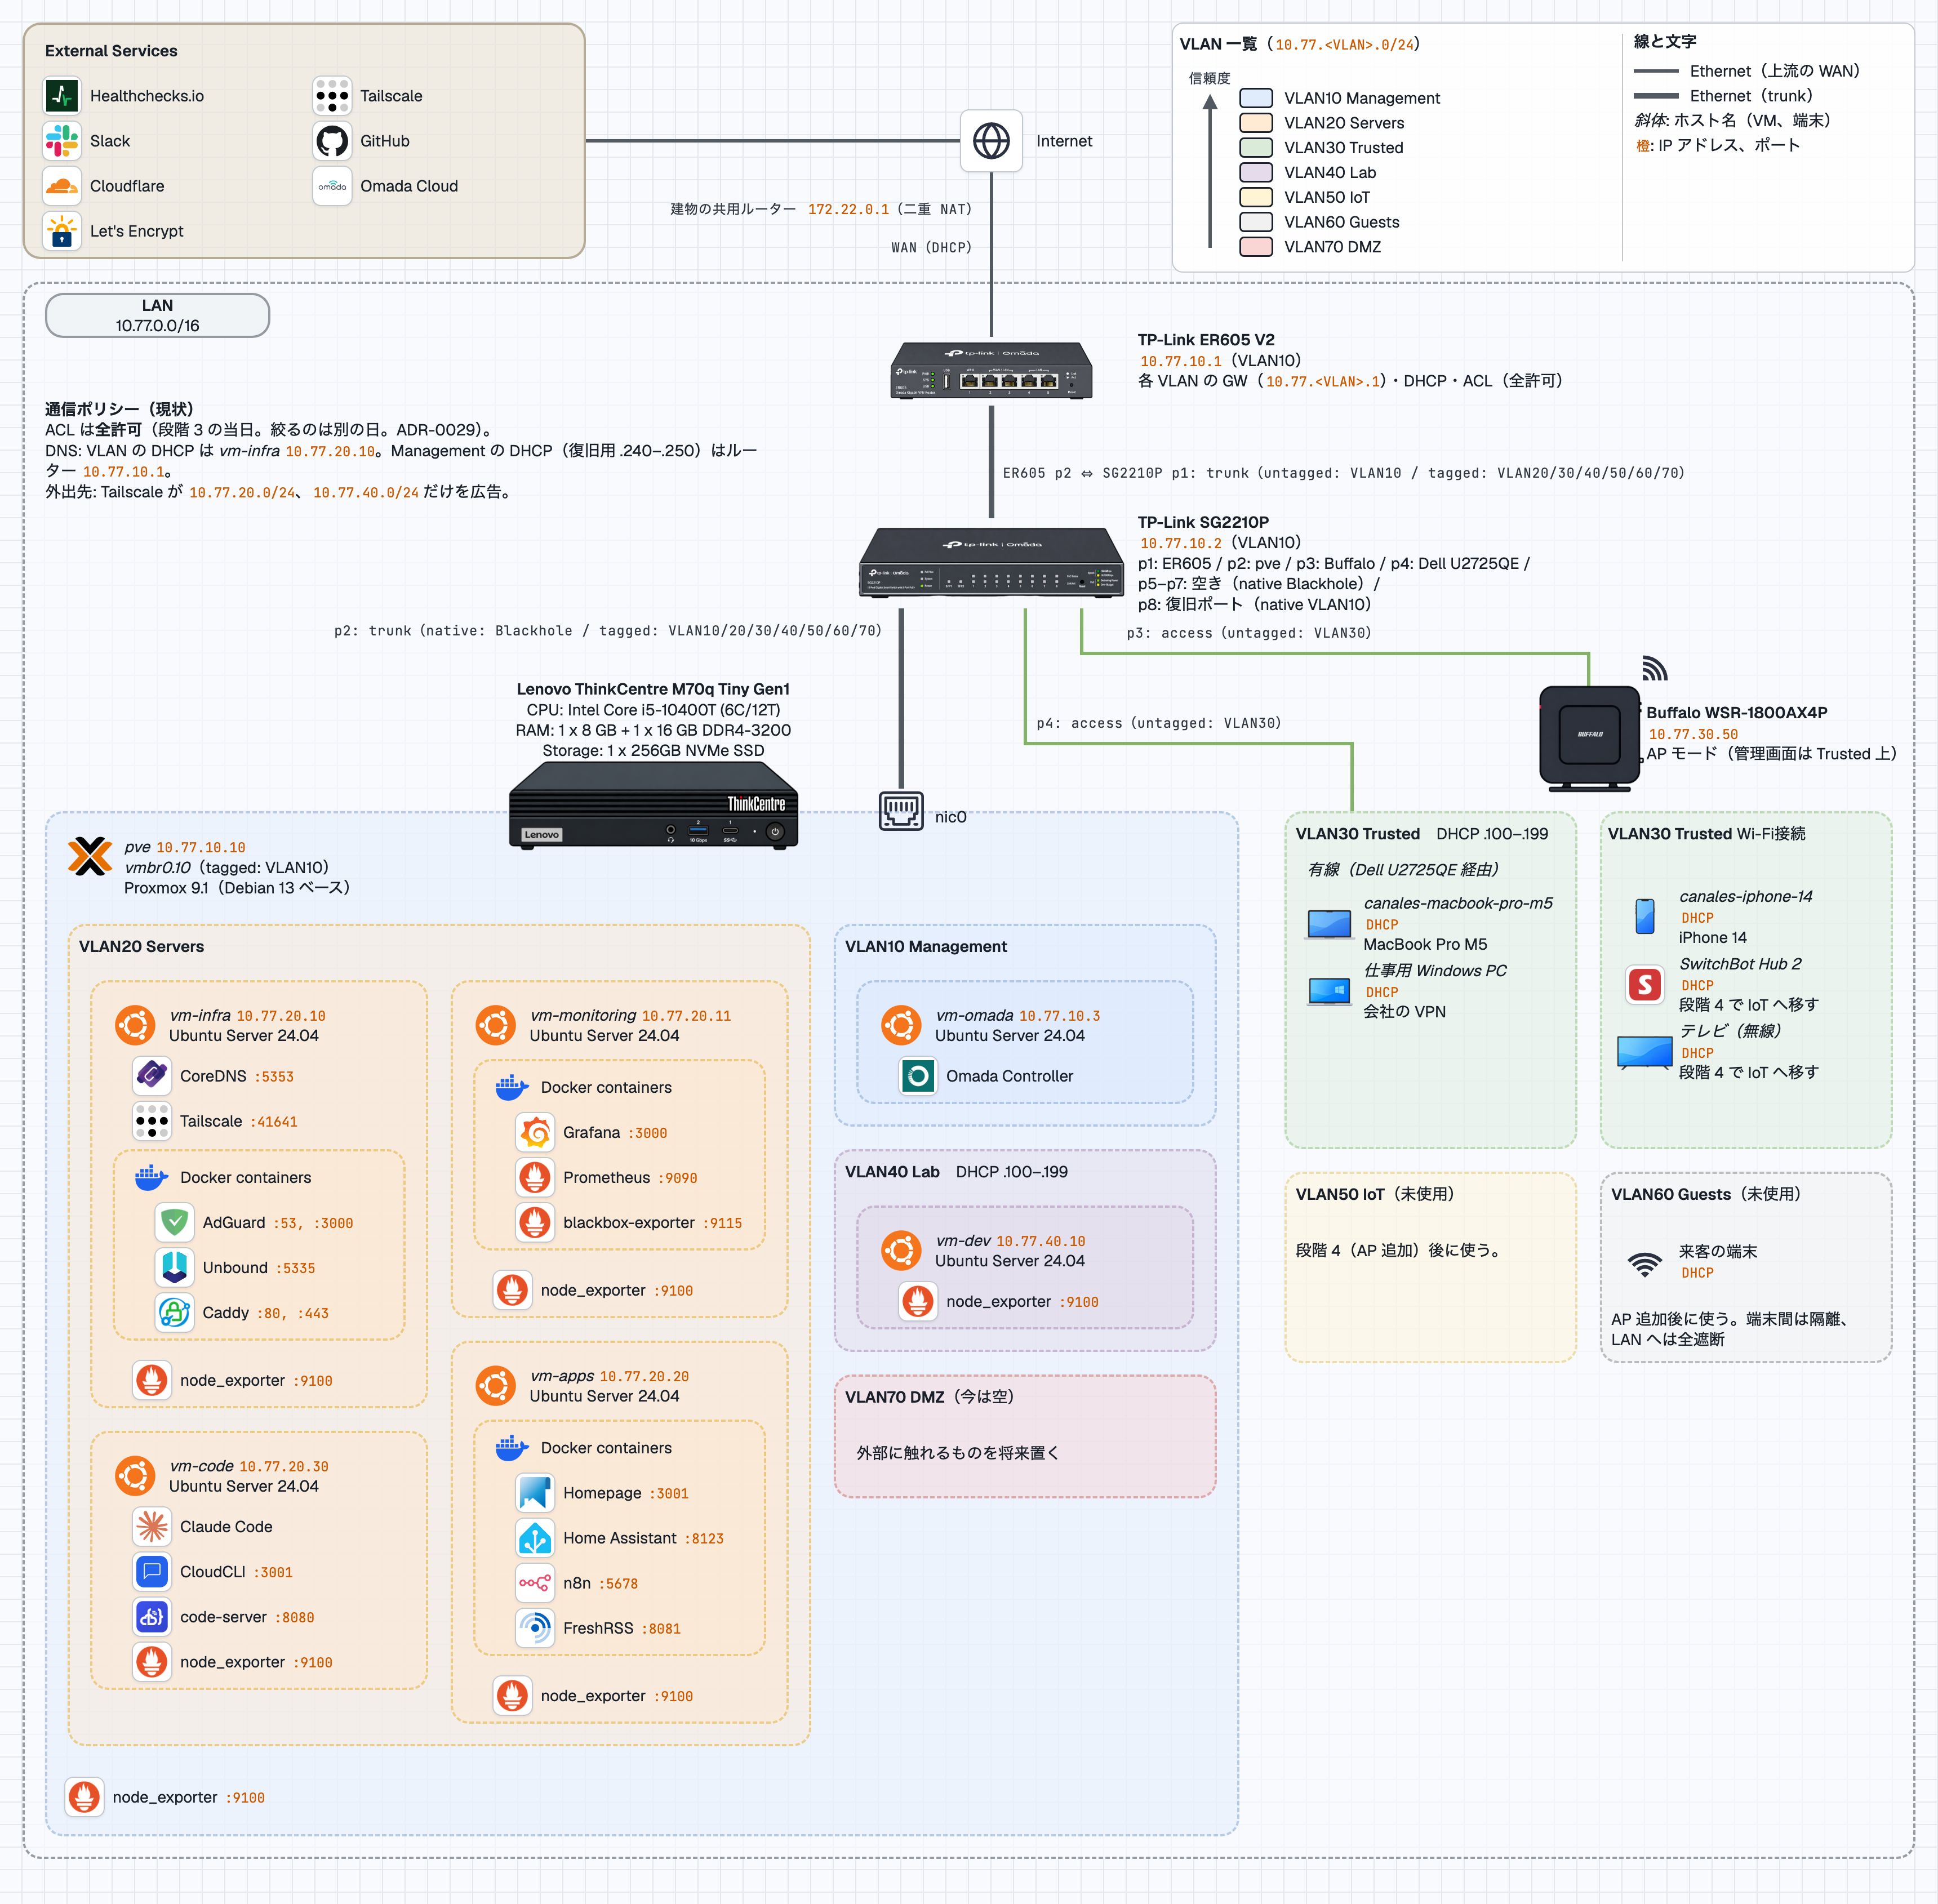 External Services
Healthchecks.io
Tailscale
Slack
GitHub
Cloudflare
omada
Omada Cloud
Let's Encrypt
Internet
建物の共用ルーター 172.22.0.1（二重 NAT）
WAN（DHCP）
VLAN 一覧（10.77.<VLAN>.0/24）
信頼度
VLAN10 Management
VLAN20 Servers
VLAN30 Trusted
VLAN40 Lab
VLAN50 IoT
VLAN60 Guests
VLAN70 DMZ
線と文字
Ethernet（上流の WAN）
Ethernet（trunk）
斜体: ホスト名（VM、端末）
橙: IP アドレス、ポート
LAN
10.77.0.0/16
通信ポリシー（現状）
ACL は全許可（段階 3 の当日。絞るのは別の日。ADR-0029）。
DNS: VLAN の DHCP は vm-infra 10.77.20.10。Management の DHCP（復旧用 .240–.250）はルー
ター 10.77.10.1。
外出先: Tailscale が 10.77.20.0/24、10.77.40.0/24 だけを広告。
tp-link | Omada
TP-Link ER605 V2
10.77.10.1（VLAN10）
各 VLAN の GW（10.77.<VLAN>.1）・DHCP・ACL（全許可）
ER605 p2 ⇔ SG2210P p1: trunk（untagged: VLAN10 / tagged: VLAN20/30/40/50/60/70）
tp-link | Omada
TP-Link SG2210P
10.77.10.2（VLAN10）
p1: ER605 / p2: pve / p3: Buffalo / p4: Dell U2725QE /
p5–p7: 空き（native Blackhole）/
p8: 復旧ポート（native VLAN10）
p2: trunk（native: Blackhole / tagged: VLAN10/20/30/40/50/60/70）
p3: access（untagged: VLAN30）
p4: access（untagged: VLAN30）
Lenovo ThinkCentre M70q Tiny Gen1
CPU: Intel Core i5-10400T (6C/12T)
RAM: 1 x 8 GB + 1 x 16 GB DDR4-3200
Storage: 1 x 256GB NVMe SSD
ThinkCentre
Lenovo
nic0
BUFFALO
Buffalo WSR-1800AX4P
10.77.30.50
AP モード（管理画面は Trusted 上）
pve 10.77.10.10
vmbr0.10（tagged: VLAN10）
Proxmox 9.1（Debian 13 ベース）
VLAN20 Servers
vm-infra 10.77.20.10
Ubuntu Server 24.04
CoreDNS :5353
Tailscale :41641
Docker containers
AdGuard :53, :3000
Unbound :5335
Caddy :80, :443
node_exporter :9100
vm-code 10.77.20.30
Ubuntu Server 24.04
Claude Code
CloudCLI :3001
code-server :8080
node_exporter :9100
vm-monitoring 10.77.20.11
Ubuntu Server 24.04
Docker containers
Grafana :3000
Prometheus :9090
blackbox-exporter :9115
node_exporter :9100
vm-apps 10.77.20.20
Ubuntu Server 24.04
Docker containers
Homepage :3001
Home Assistant :8123
n8n :5678
FreshRSS :8081
node_exporter :9100
node_exporter :9100
VLAN10 Management
vm-omada 10.77.10.3
Ubuntu Server 24.04
Omada Controller
VLAN40 Lab DHCP .100–.199
vm-dev 10.77.40.10
Ubuntu Server 24.04
node_exporter :9100
VLAN70 DMZ（今は空）
外部に触れるものを将来置く
VLAN30 Trusted DHCP .100–.199
有線（Dell U2725QE 経由）
canales-macbook-pro-m5
DHCP
MacBook Pro M5
仕事用 Windows PC
DHCP
会社の VPN
VLAN30 Trusted Wi-Fi接続
canales-iphone-14
DHCP
iPhone 14
SwitchBot Hub 2
DHCP
段階 4 で IoT へ移す
テレビ（無線）
DHCP
段階 4 で IoT へ移す
VLAN50 IoT（未使用）
段階 4（AP 追加）後に使う。
VLAN60 Guests（未使用）
来客の端末
DHCP
AP 追加後に使う。端末間は隔離、
LAN へは全遮断